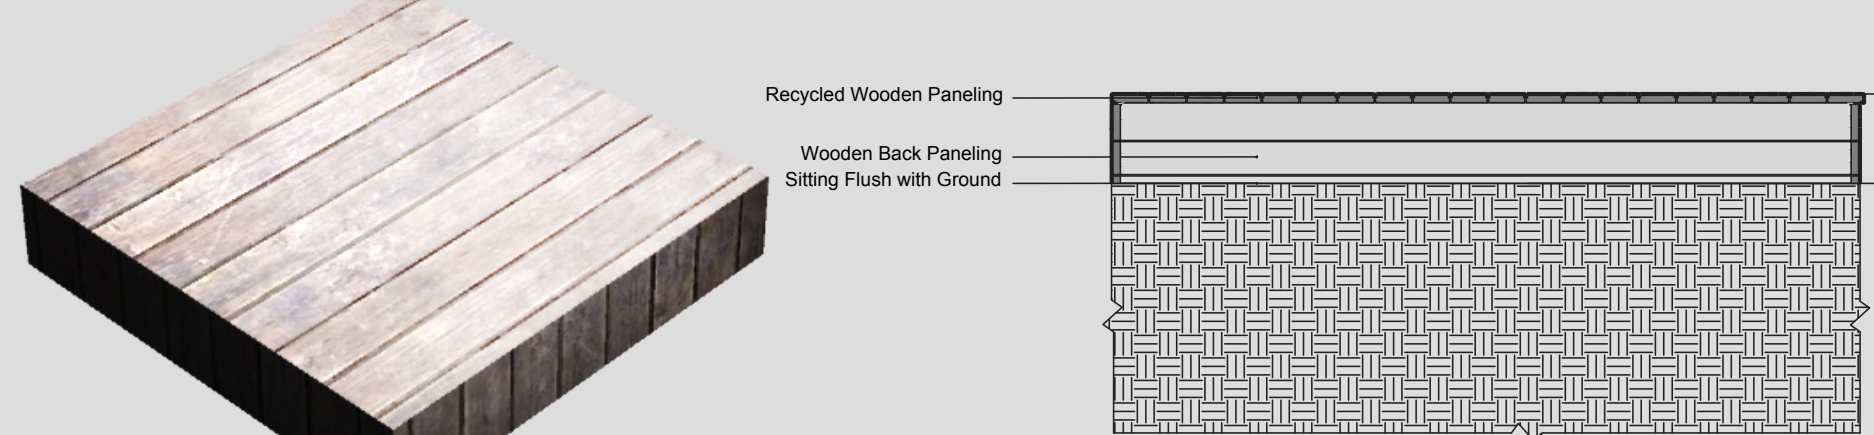 Recycled Wooden Paneling
Wooden Back Paneling
Sitting Flush with Ground